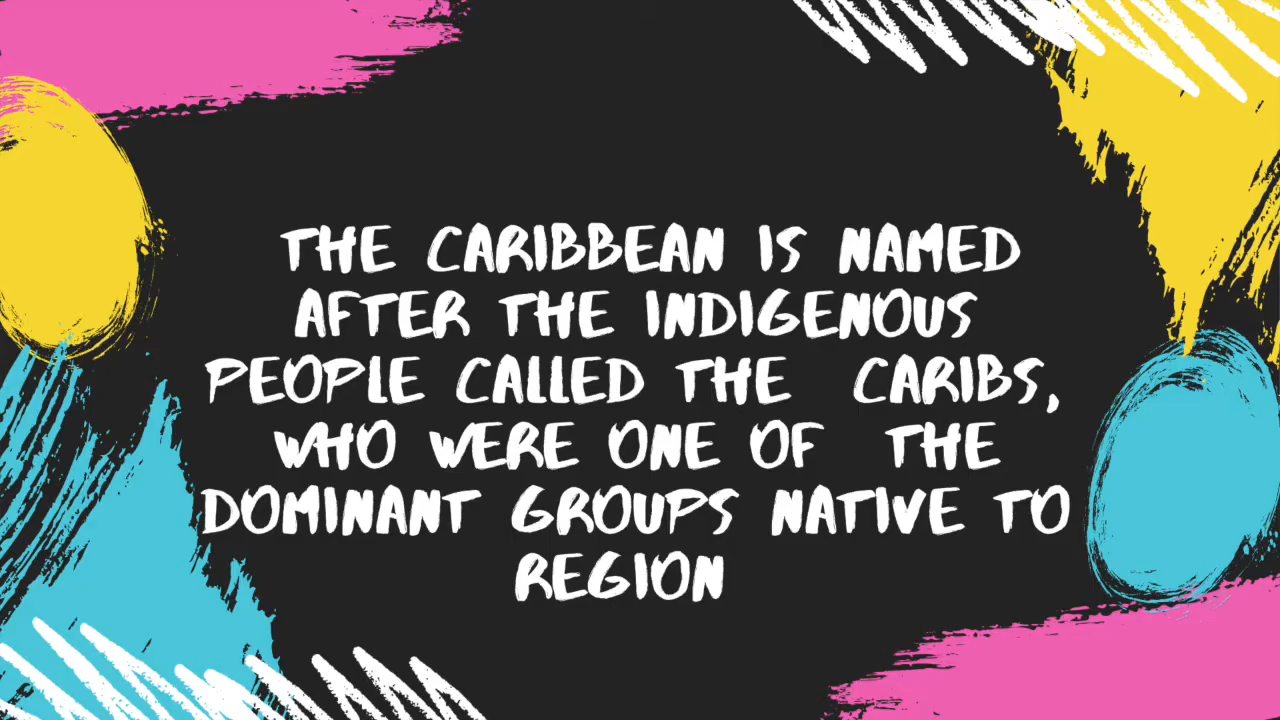 THE CARIBBEAN IS NAMED
AFTER THE INDIGENOUS
PEOPLE CALLED THE CARIBS,
WHO WERE ONE OF THE
DOMINANT GROUPS NATIVE TO
REGION